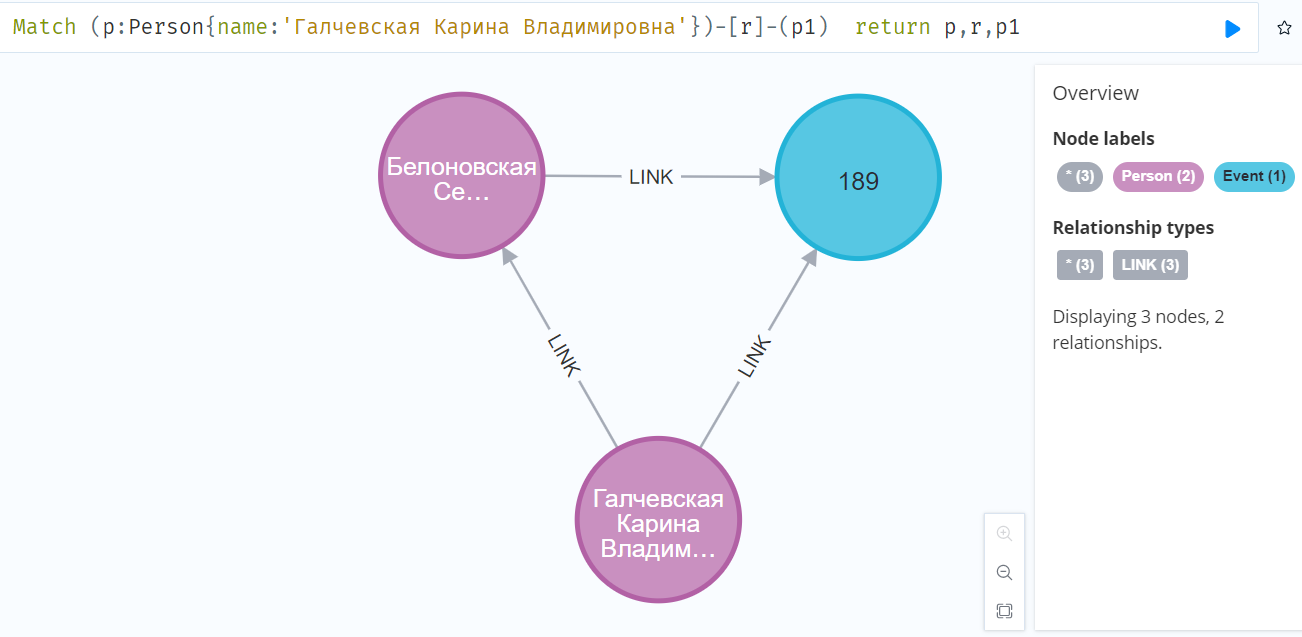 Match (p:Person{name:'Галчевская Карина Владимировна'})-[r]-(p1)  return p,r,p1
Overview
Node labels
* (3) Person (2) Event (1)
Relationship types
* (3) LINK (3)
Displaying 3 nodes, 2
relationships.
Белоновская
Се...
LINK
189
LINK
LINK
Галчевская
Карина
Владим...